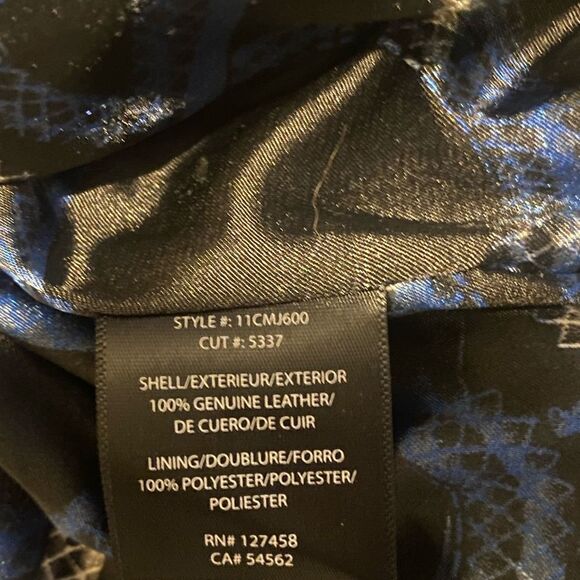 STYLE #: 11CMJ600
CUT #: 5337
SHELL/EXTERIEUR/EXTERIOR
100% GENUINE LEATHER/
DE CUERO/DE CUIR
LINING/DOUBLURE/FORRO
100% POLYESTER/POLYESTER/
POLIESTER
RN# 127458
CA# 54562